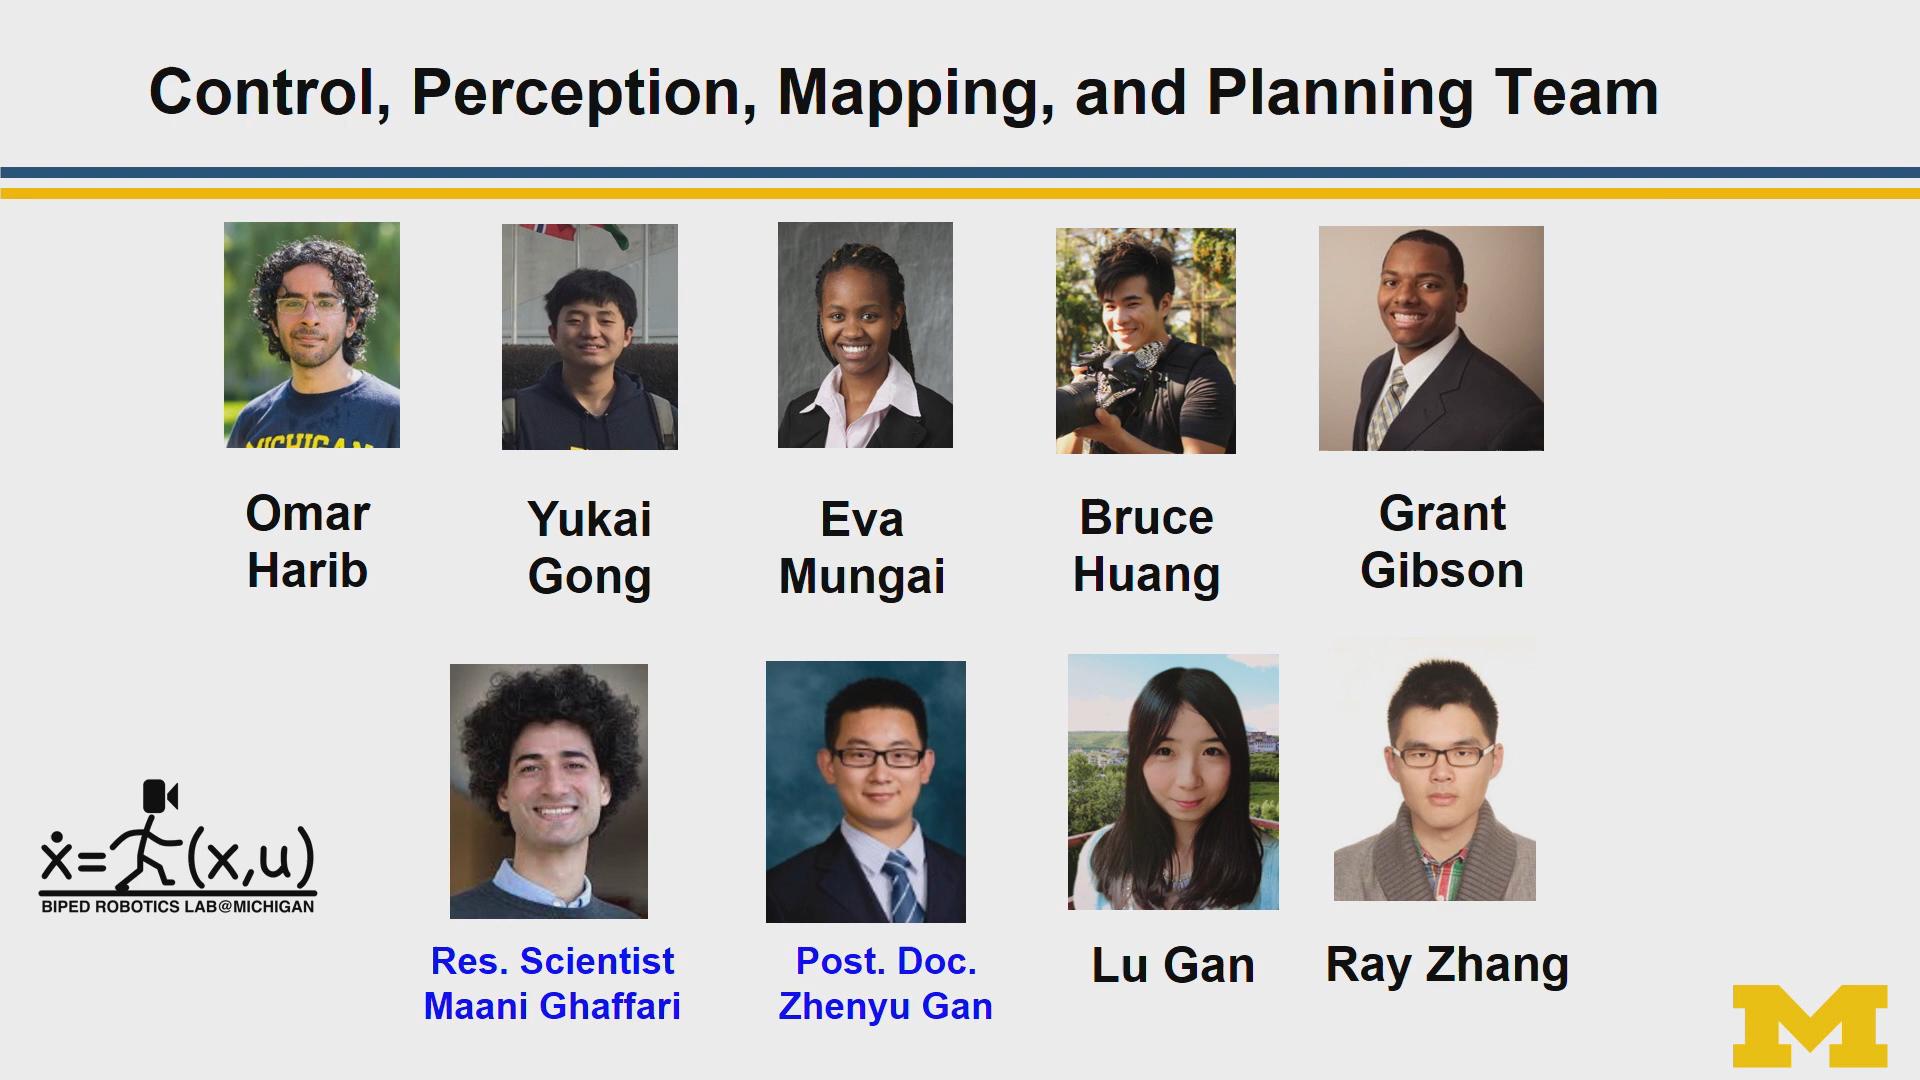 Control, Perception, Mapping, and Planning Team
MICHIGAN
Omar
Harib
Yukai
Gong
Eva
Mungai
Bruce
Huang
Grant
Gibson
ẋ=(x,u)
BIPED ROBOTICS LAB@MICHIGAN
Res. Scientist
Maani Ghaffari
Post. Doc.
Zhenyu Gan
Lu Gan
Ray Zhang
M